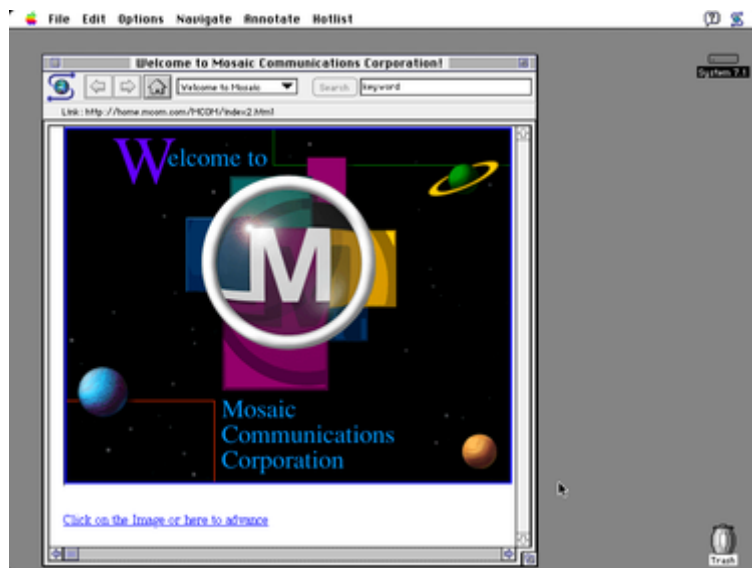 File Edit Options Navigate Annotate Hotlist
Welcome to Mosaic Communications Corporation!
Welcome to Mosaic
Search
keyword
System 7.1
Link: http://home.mcom.com/MCOM/index2.html
Welcome to
M
Mosaic
Communications
Corporation
Click on the Image or here to advance
Trash